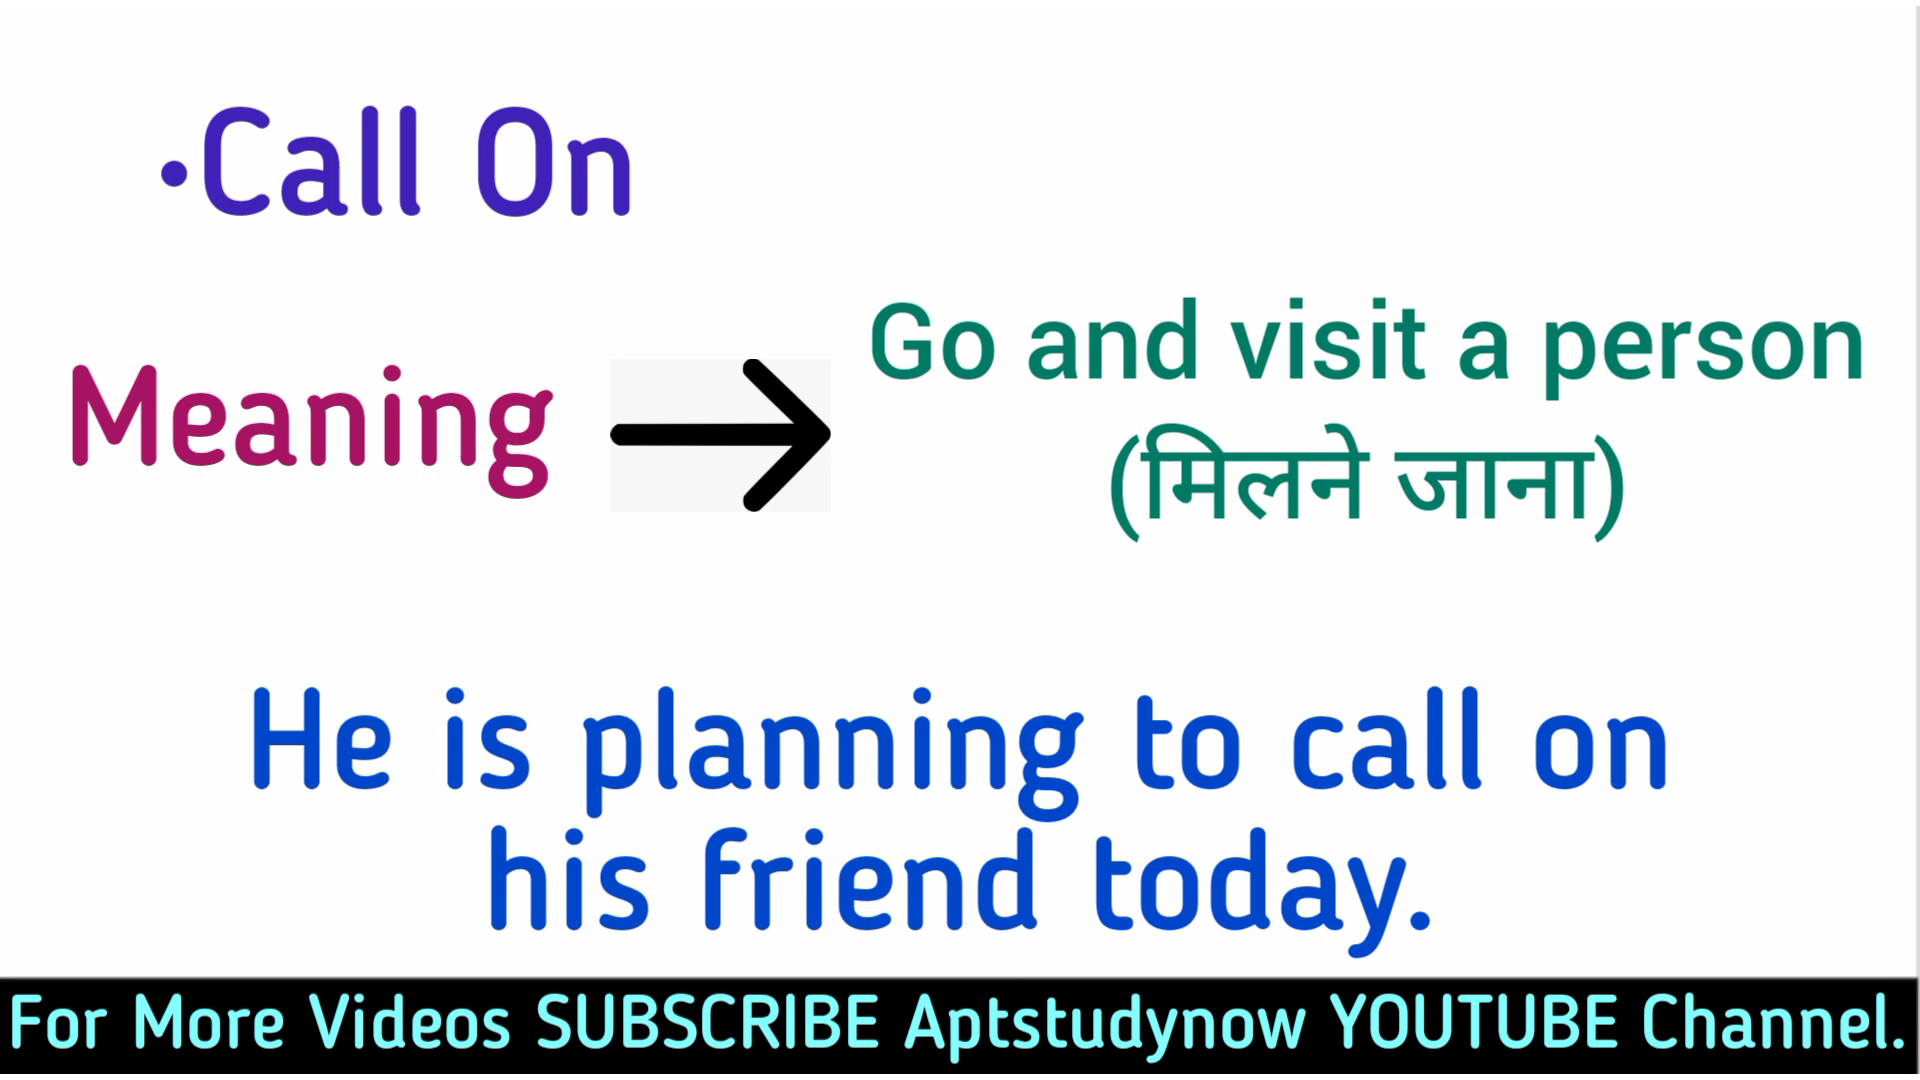 •Call On
Meaning
Go and visit a person
(मिलने जाना)
He is planning to call on
his friend today.
For More Videos SUBSCRIBE Aptstudynow YOUTUBE Channel.